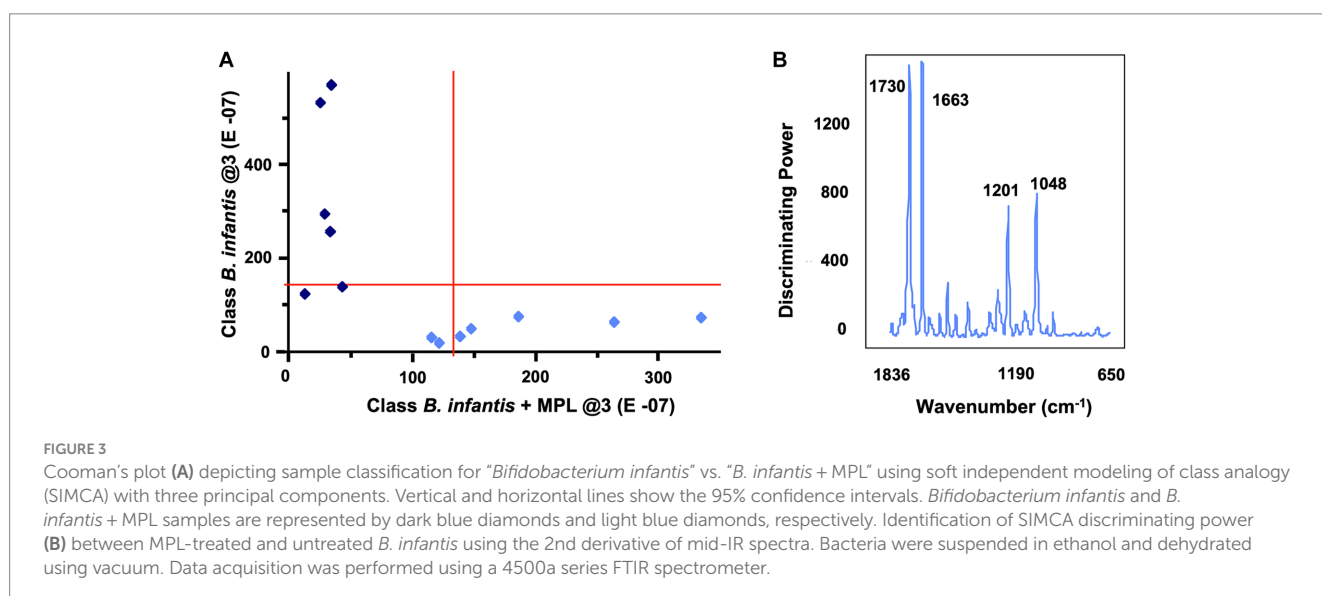 A
Class B. infantis @3 (E -07)
400
200
0
0
100
200
300
Class B. infantis + MPL @3 (E -07)
B
1730
1663
1201
1048
Discriminating Power
1200
800
400
0
1836
1190
650
Wavenumber (cm⁻¹)
FIGURE 3
Cooman's plot (A) depicting sample classification for "Bifidobacterium infantis" vs. "B. infantis + MPL" using soft independent modeling of class analogy
(SIMCA) with three principal components. Vertical and horizontal lines show the 95% confidence intervals. Bifidobacterium infantis and B.
infantis + MPL samples are represented by dark blue diamonds and light blue diamonds, respectively. Identification of SIMCA discriminating power
(B) between MPL-treated and untreated B. infantis using the 2nd derivative of mid-IR spectra. Bacteria were suspended in ethanol and dehydrated
using vacuum. Data acquisition was performed using a 4500a series FTIR spectrometer.